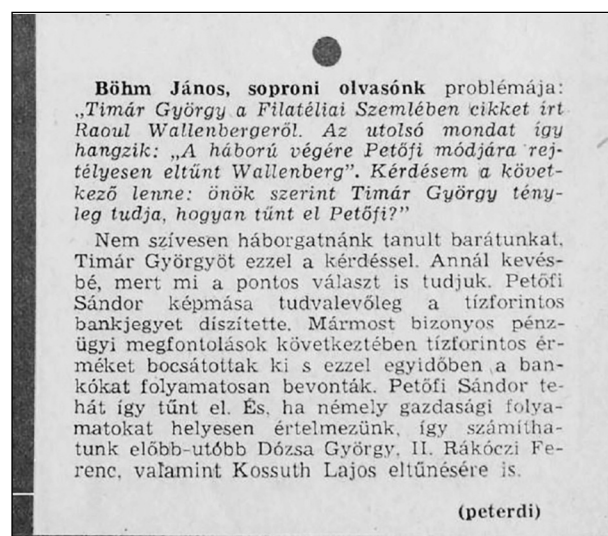 Böhm János, soproni olvasónk problémája:
„Timár György a Filatéliai Szemlében cikket írt
Raoul Wallenbergeről. Az utolsó mondat így
hangzik: „A háború végére Petőfi módjára rej-
télyesen eltűnt Wallenberg”. Kérdésem a követ-
kező lenne: önök szerint Timár György tény-
leg tudja, hogyan tűnt el Petőfi?”
Nem szívesen háborgatnánk tanult barátunkat,
Timár Györgyöt ezzel a kérdéssel. Annál kevés-
bé, mert mi a pontos választ is tudjuk. Petőfi
Sándor képmása tudvalevőleg a tízforintos
bankjegyet díszítette. Mármost bizonyos pénz-
ügyi megfontolások következtében tízforintos ér-
méket bocsátottak ki s ezzel egyidőben a ban-
kókat folyamatosan bevonták. Petőfi Sándor te-
hát így tűnt el. És, ha némely gazdasági folya-
matokat helyesen értelmezünk, így számítha-
tunk előbb-utóbb Dózsa György, II. Rákóczi Fe-
renc, valamint Kossuth Lajos eltűnésére is.
(peterdi)